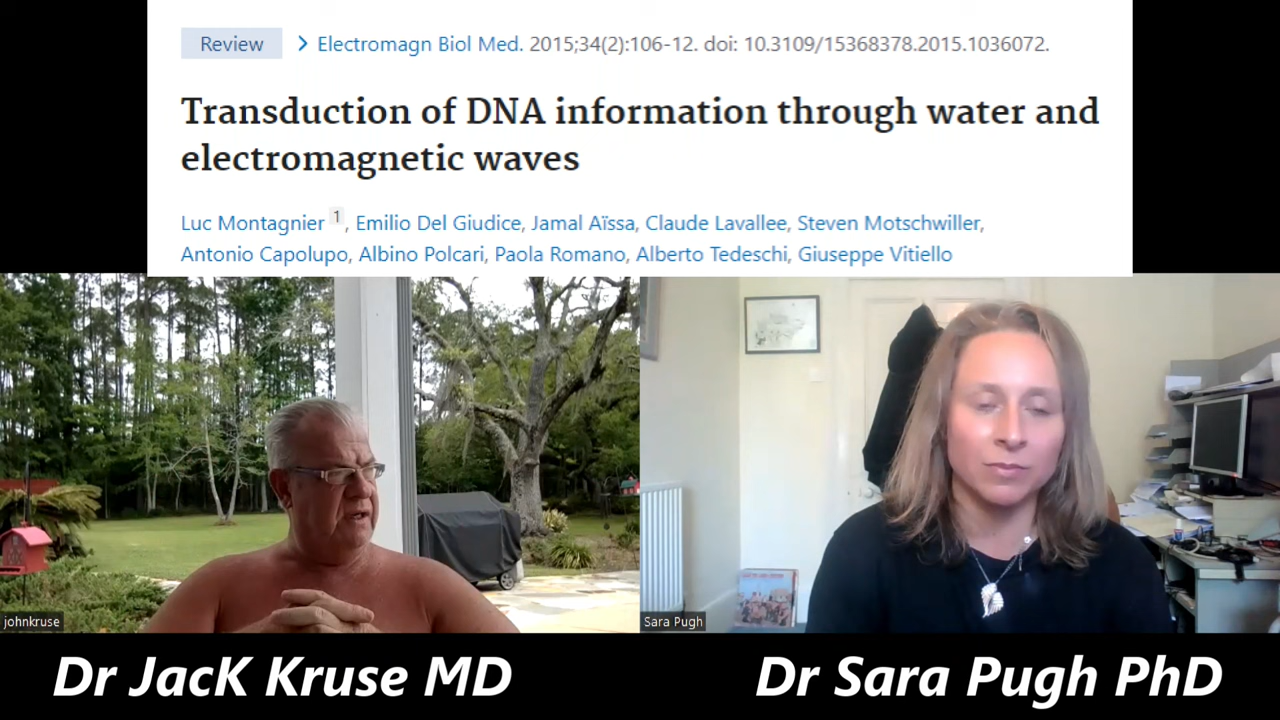 Review
Electromagn Biol Med. 2015;34(2):106-12. doi: 10.3109/15368378.2015.1036072.
Transduction of DNA information through water and
electromagnetic waves
Luc Montagnier 1, Emilio Del Giudice, Jamal Aïssa, Claude Lavallee, Steven Motschwiller,
Antonio Capolupo, Albino Polcari, Paola Romano, Alberto Tedeschi, Giuseppe Vitiello
johnkruse
Sara Pugh
Dr JacK Kruse MD
Dr Sara Pugh PhD